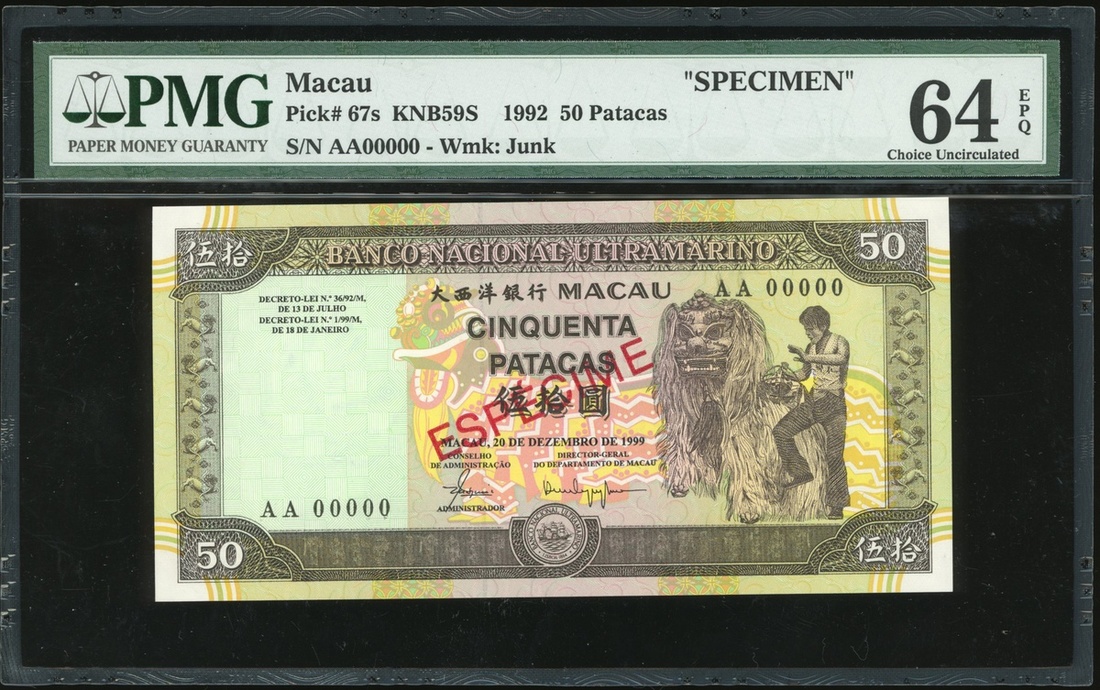 PMG
PAPER MONEY GUARANTY
Macau
"SPECIMEN"
Pick# 67s KNB59S 1992 50 Patacas
S/N AA00000 - Wmk: Junk
64
EPQ
Choice Uncirculated
伍拾
BANCO NACIONAL ULTRAMARINO
50
DECRETO-LEI N.º 36/92/M,
DE 13 DE JULHO
DECRETO-LEI N.º 1/99/M,
DE 18 DE JANEIRO
大西洋銀行 MACAU AA 00000
CINQUENTA
PATACAS
伍拾圓
ESPECIME
MACAU, 20 DE DEZEMBRO DE 1999
CONSELHO
DE ADMINISTRAÇÃO
DIRECTOR-GERAL
DO DEPARTAMENTO DE MACAU
AA 00000
ADMINISTRADOR
50
伍拾